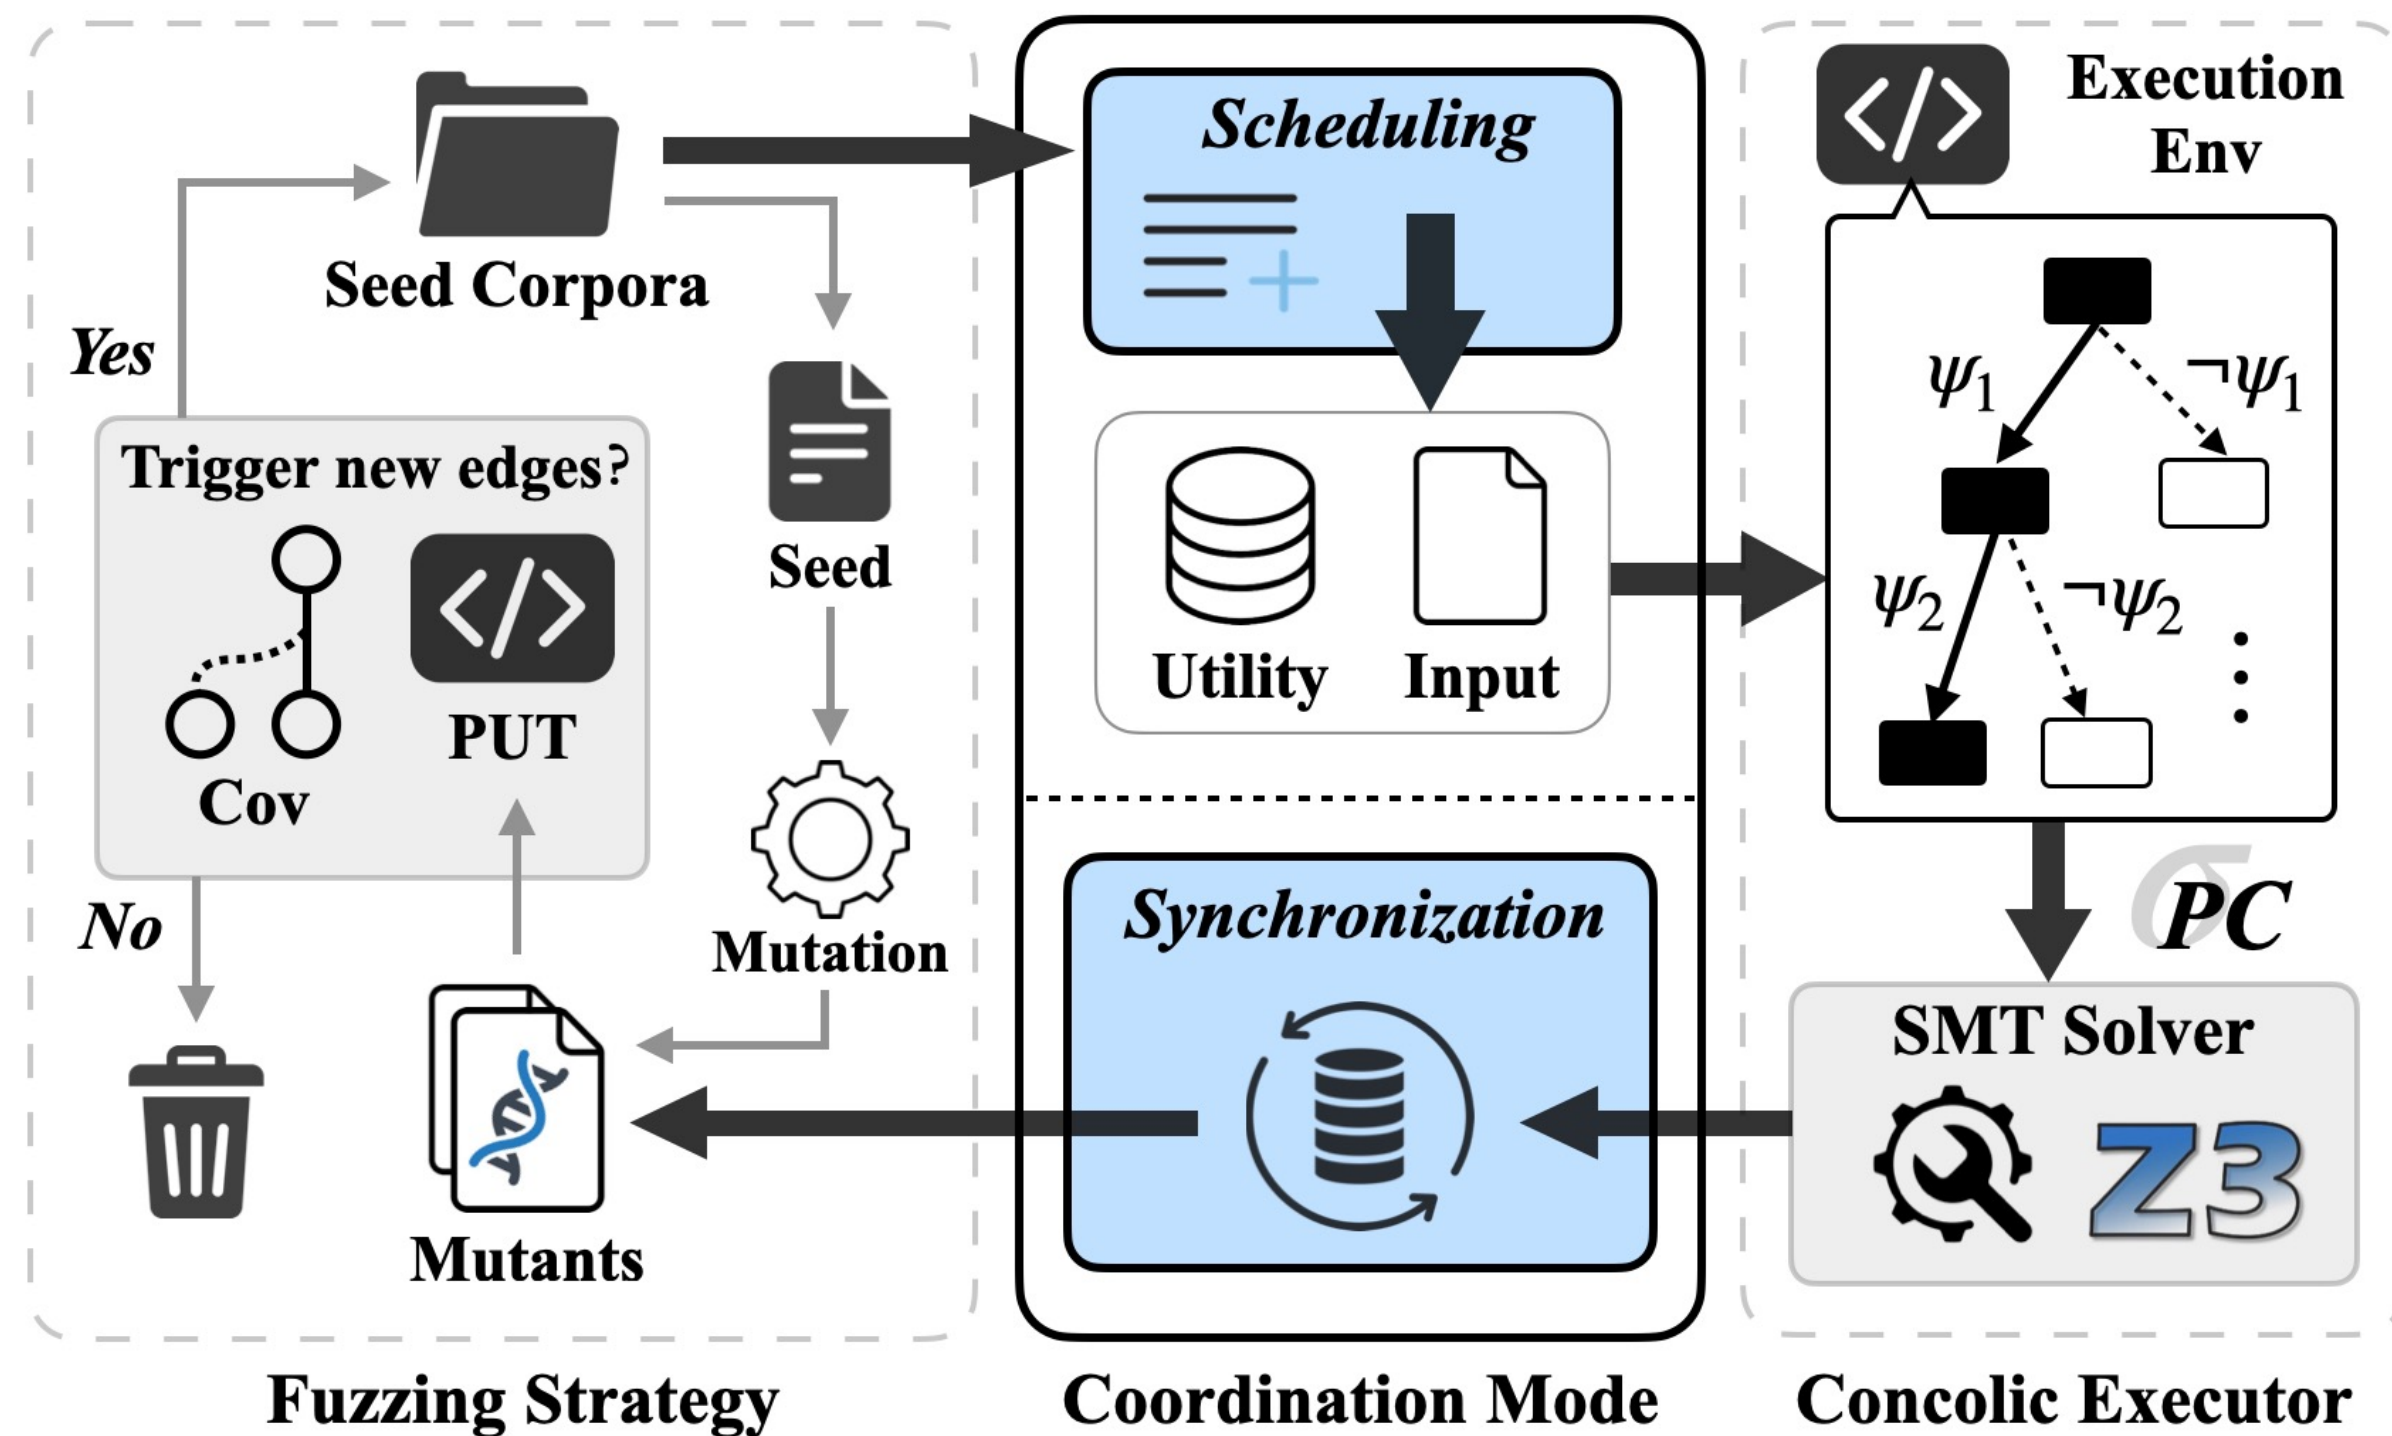 Seed Corpora
Yes
Trigger new edges?
Cov
PUT
No
Seed
Mutation
Mutants
Fuzzing Strategy
Scheduling
Utility
Input
Synchronization
Coordination Mode
</>
Execution
Env
ψ1
¬ψ1
ψ2
¬ψ2
σ
PC
SMT Solver
Z3
Concolic Executor